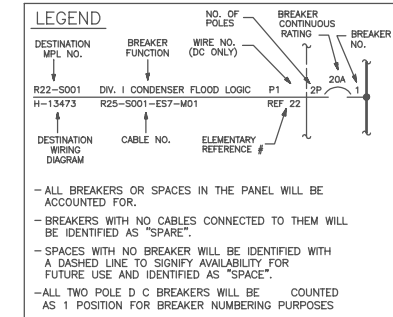 LEGEND
NO. OF
POLES
BREAKER
CONTINUOUS
RATING
BREAKER
NO.
DESTINATION
MPL NO.
BREAKER
FUNCTION
WIRE NO.
(DC ONLY)
20A
R22-S001 DIV. I CONDENSER FLOOD LOGIC P1 2P 1
H-13473 R25-S001-ES7-M01 REF 22
DESTINATION
WIRING
DIAGRAM
CABLE NO.
ELEMENTARY
REFERENCE #
- ALL BREAKERS OR SPACES IN THE PANEL WILL BE
ACCOUNTED FOR.
- BREAKERS WITH NO CABLES CONNECTED TO THEM WILL
BE IDENTIFIED AS "SPARE".
- SPACES WITH NO BREAKER WILL BE IDENTIFIED WITH
A DASHED LINE TO SIGNIFY AVAILABILITY FOR
FUTURE USE AND IDENTIFIED AS "SPACE".
-ALL TWO POLE D C BREAKERS WILL BE COUNTED
AS 1 POSITION FOR BREAKER NUMBERING PURPOSES